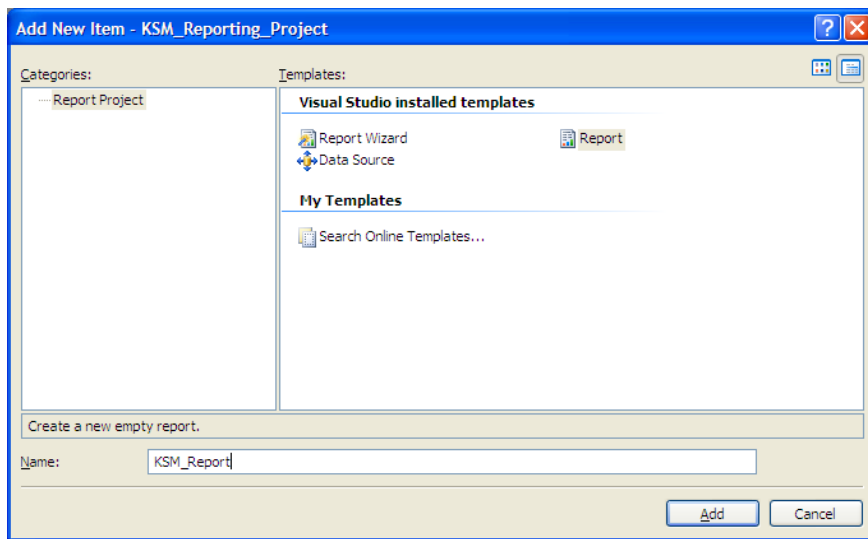 Add New Item - KSM_Reporting_Project
Categories:
Templates:
Report Project
Visual Studio installed templates
Report Wizard
Report
Data Source
My Templates
Search Online Templates...
Create a new empty report.
Name: KSM_Report
Add Cancel